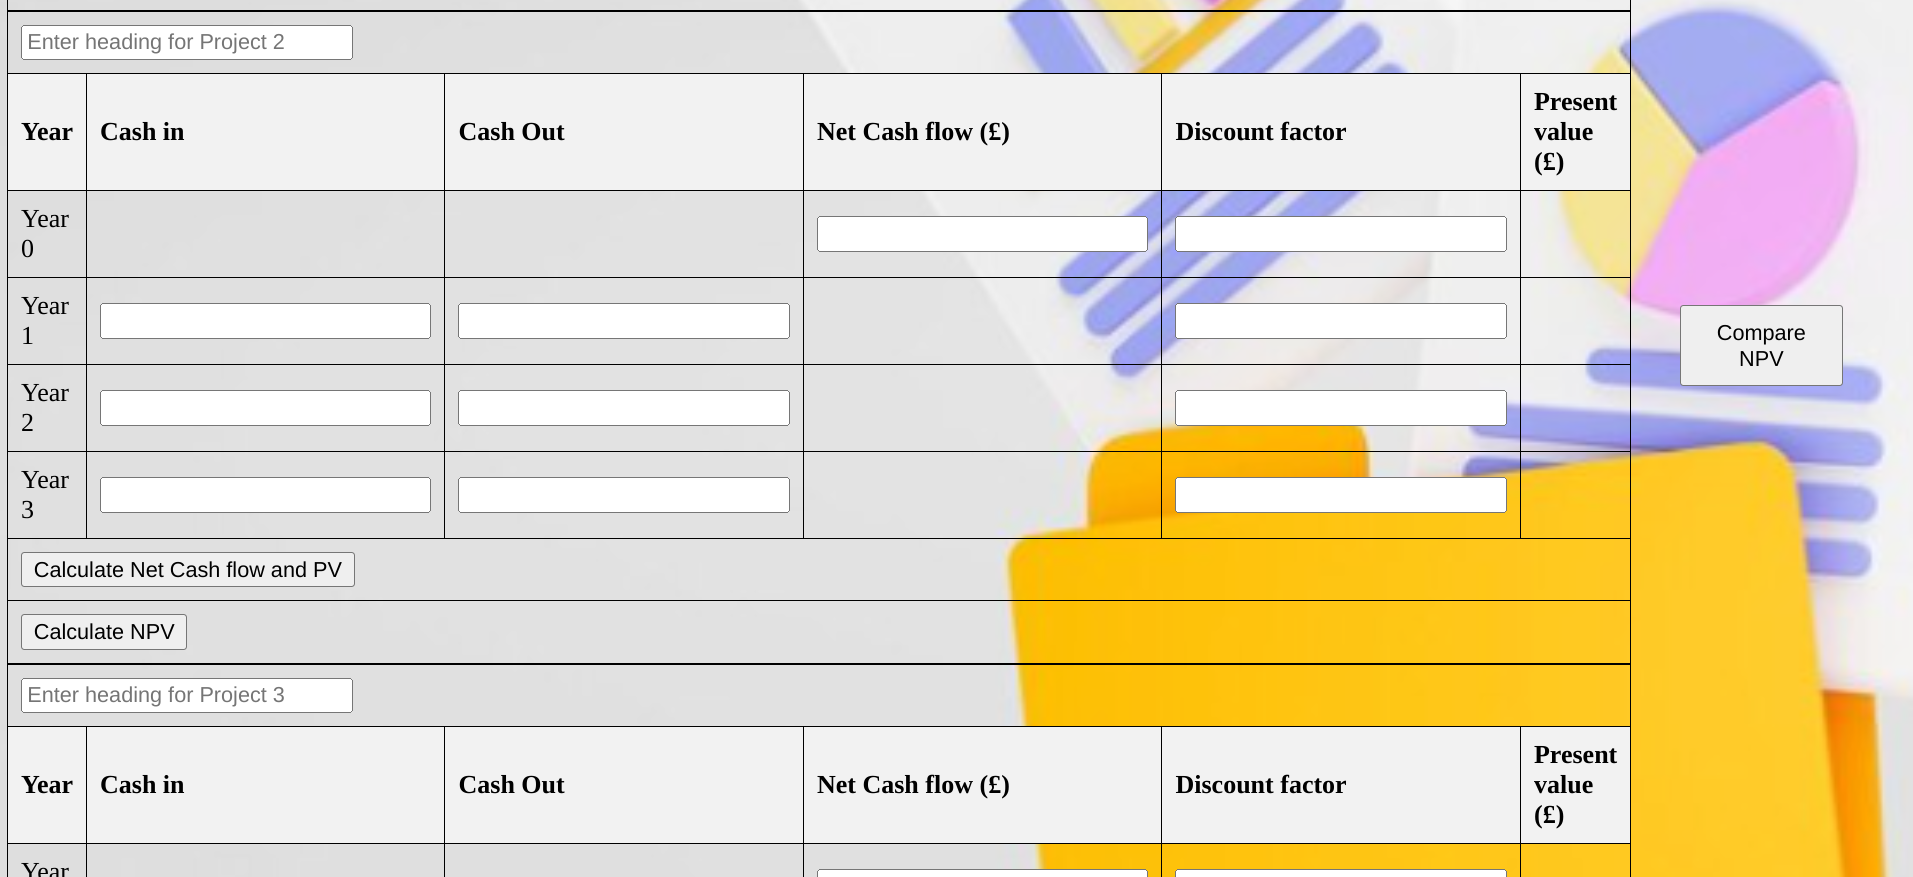 Enter heading for Project 2
Year Cash in Cash Out Net Cash flow (£) Discount factor Present value (£)
Year 0
Year 1
Compare NPV
Year 2
Year 3
Calculate Net Cash flow and PV
Calculate NPV
Enter heading for Project 3
Year Cash in Cash Out Net Cash flow (£) Discount factor Present value (£)
Year